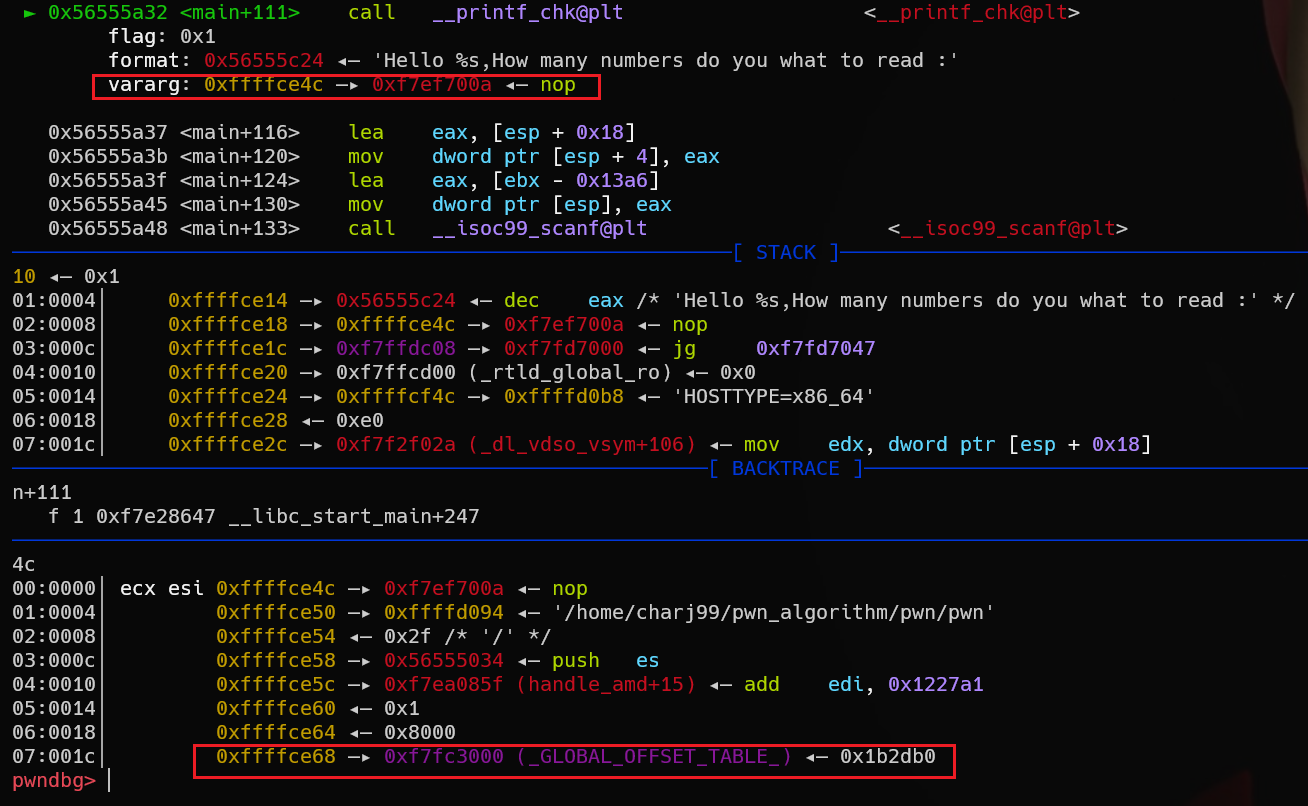 ► 0x56555a32 <main+111>    call   __printf_chk@plt                    <__printf_chk@plt>
        flag: 0x1
        format: 0x56555c24 ◂— 'Hello %s,How many numbers do you what to read :'
        vararg: 0xffffce4c —▸ 0xf7ef700a ◂— nop
   0x56555a37 <main+116>    lea    eax, [esp + 0x18]
   0x56555a3b <main+120>    mov    dword ptr [esp + 4], eax
   0x56555a3f <main+124>    lea    eax, [ebx - 0x13a6]
   0x56555a45 <main+130>    mov    dword ptr [esp], eax
   0x56555a48 <main+133>    call   __isoc99_scanf@plt                    <__isoc99_scanf@plt>
[ STACK ]
10 ◂— 0x1
01:0004│      0xffffce14 —▸ 0x56555c24 ◂— dec    eax /* 'Hello %s,How many numbers do you what to read :' */
02:0008│      0xffffce18 —▸ 0xffffce4c —▸ 0xf7ef700a ◂— nop
03:000c│      0xffffce1c —▸ 0xf7ffdc08 —▸ 0xf7fd7000 ◂— jg     0xf7fd7047
04:0010│      0xffffce20 —▸ 0xf7ffcd00 (_rtld_global_ro) ◂— 0x0
05:0014│      0xffffce24 —▸ 0xffffcf4c —▸ 0xffffd0b8 ◂— 'HOSTTYPE=x86_64'
06:0018│      0xffffce28 ◂— 0xe0
07:001c│      0xffffce2c —▸ 0xf7f2f02a (_dl_vdso_vsym+106) ◂— mov    edx, dword ptr [esp + 0x18]
[ BACKTRACE ]
n+111
   f 1 0xf7e28647 __libc_start_main+247
4c
00:0000│ ecx esi 0xffffce4c —▸ 0xf7ef700a ◂— nop
01:0004│         0xffffce50 —▸ 0xffffd094 ◂— '/home/charj99/pwn_algorithm/pwn/pwn'
02:0008│         0xffffce54 ◂— 0x2f /* '/' */
03:000c│         0xffffce58 —▸ 0x56555034 ◂— push   es
04:0010│         0xffffce5c —▸ 0xf7ea085f (handle_amd+15) ◂— add    edi, 0x1227a1
05:0014│         0xffffce60 ◂— 0x1
06:0018│         0xffffce64 ◂— 0x8000
07:001c│         0xffffce68 —▸ 0xf7fc3000 (_GLOBAL_OFFSET_TABLE_) ◂— 0x1b2db0
pwndbg>